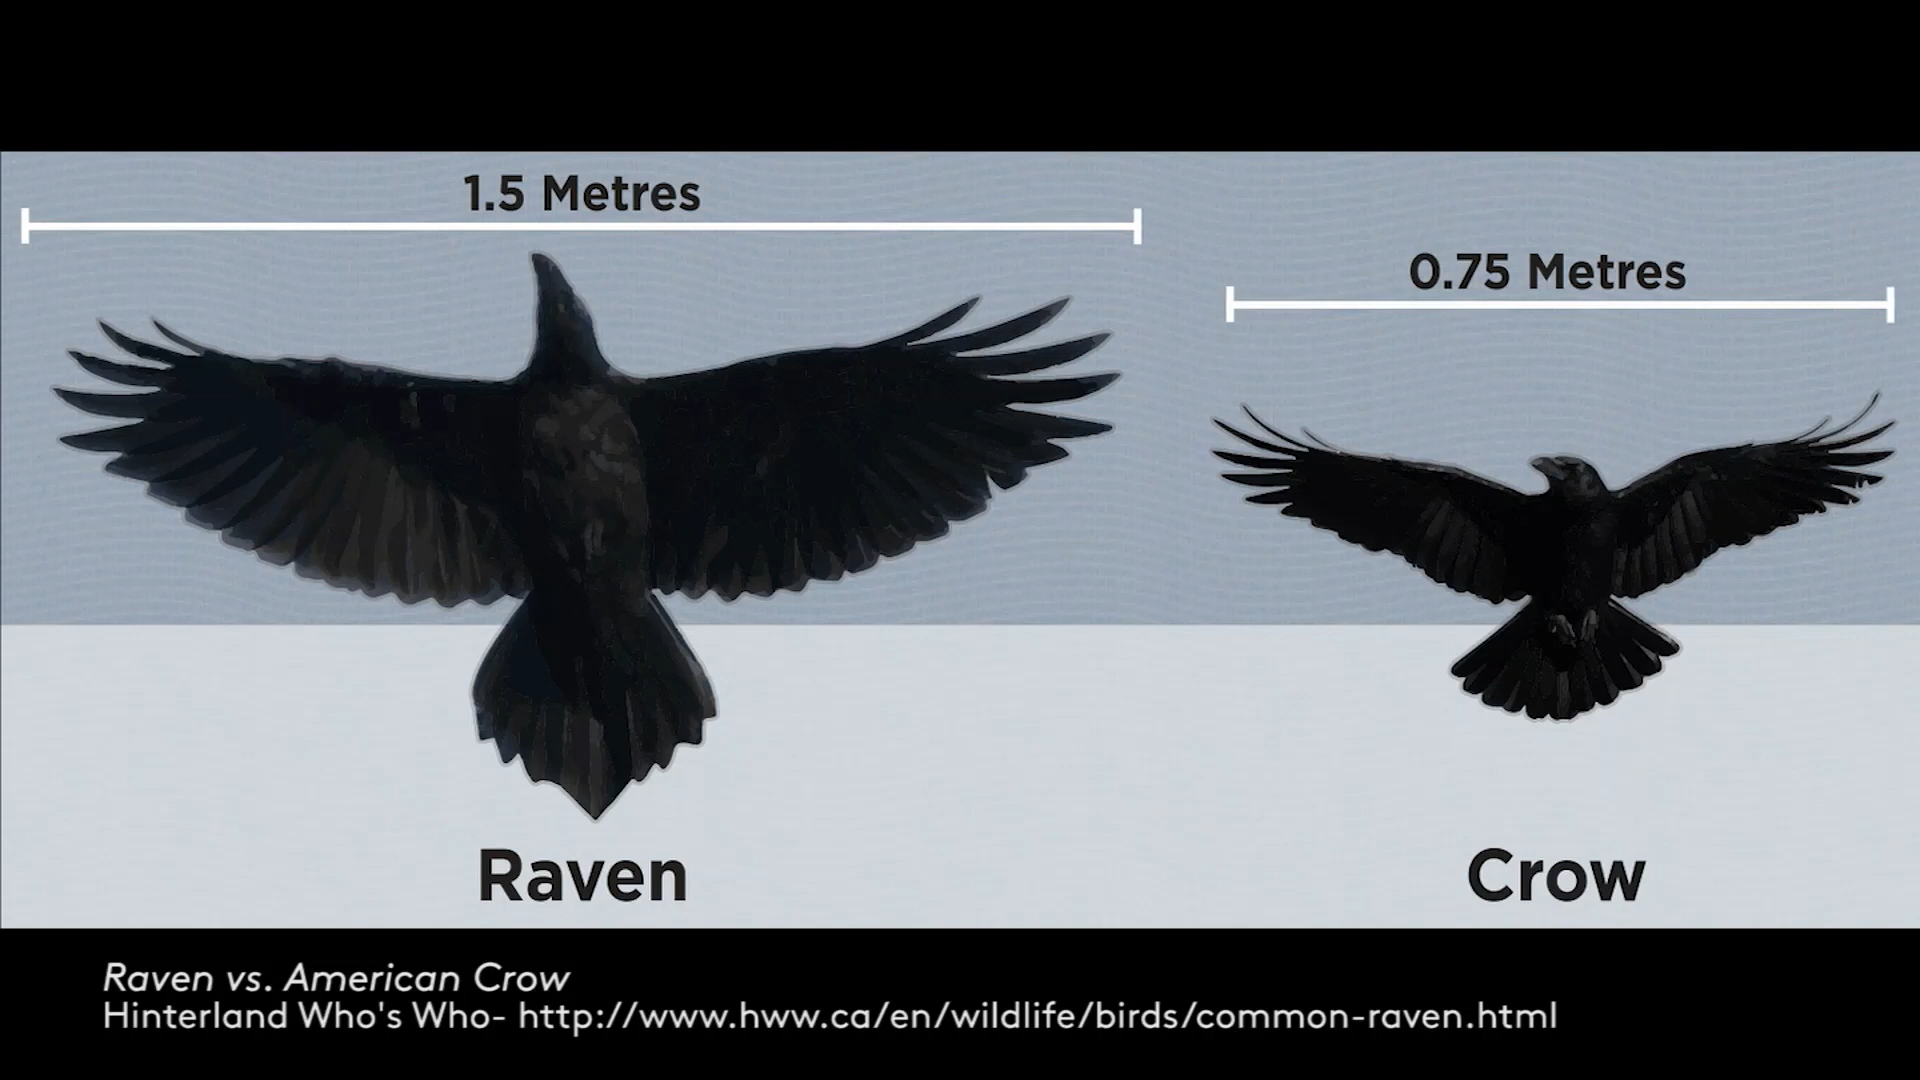 1.5 Metres
0.75 Metres
Raven
Crow
Raven vs. American Crow
Hinterland Who's Who- http://www.hww.ca/en/wildlife/birds/common-raven.html